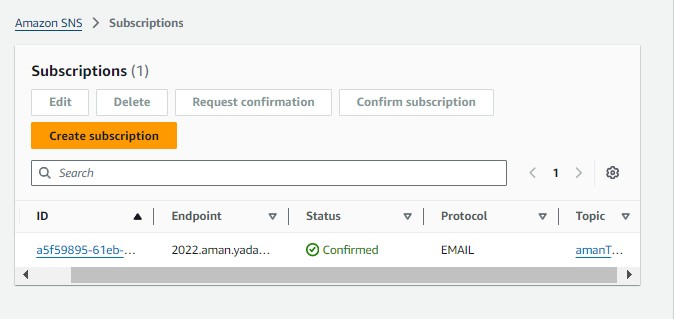 Amazon SNS > Subscriptions
Subscriptions (1)
Edit Delete Request confirmation Confirm subscription
Create subscription
Search 1
ID Endpoint Status Protocol Topic
a5f59895-61eb-... 2022.aman.yada... Confirmed EMAIL amanT...